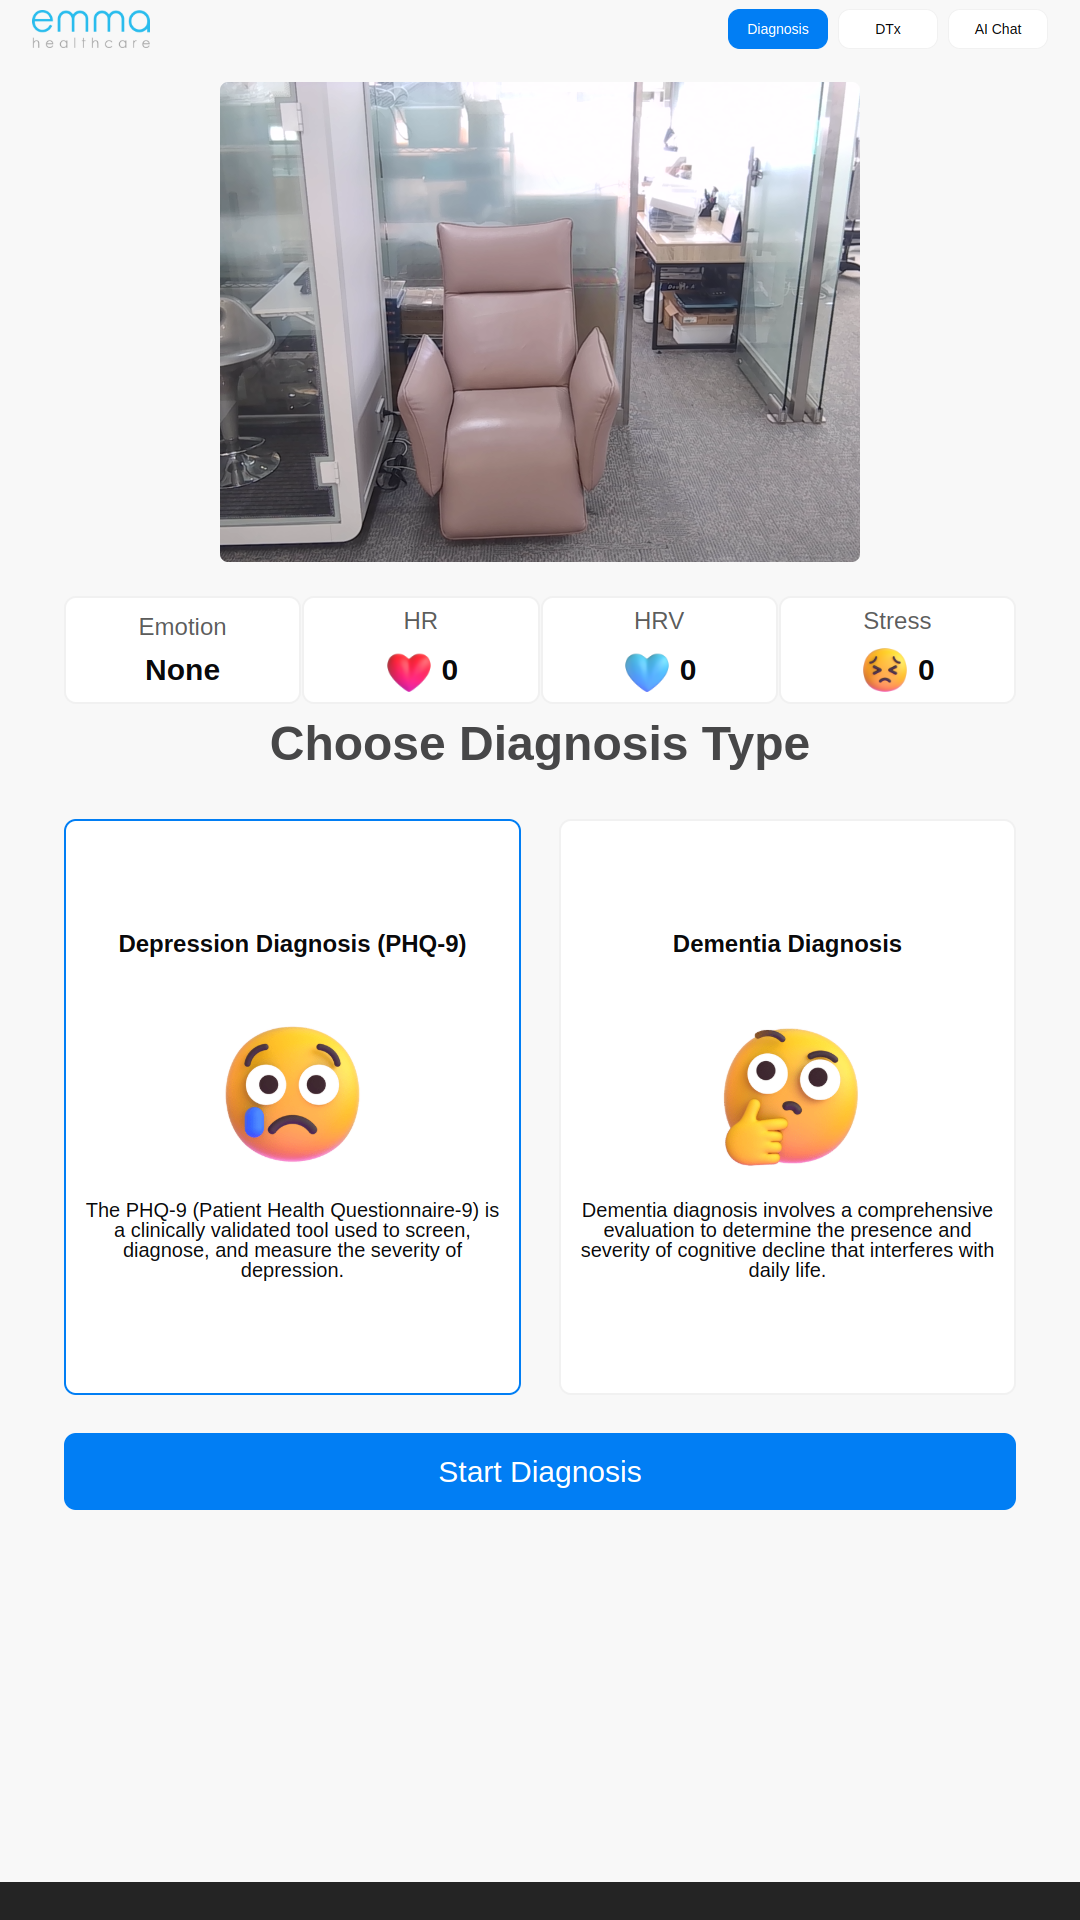 emma
healthcare
Diagnosis
DTx
AI Chat
Emotion
None
HR
0
HRV
0
Stress
0
Choose Diagnosis Type
Depression Diagnosis (PHQ-9)
The PHQ-9 (Patient Health Questionnaire-9) is
a clinically validated tool used to screen,
diagnose, and measure the severity of
depression.
Dementia Diagnosis
Dementia diagnosis involves a comprehensive
evaluation to determine the presence and
severity of cognitive decline that interferes with
daily life.
Start Diagnosis